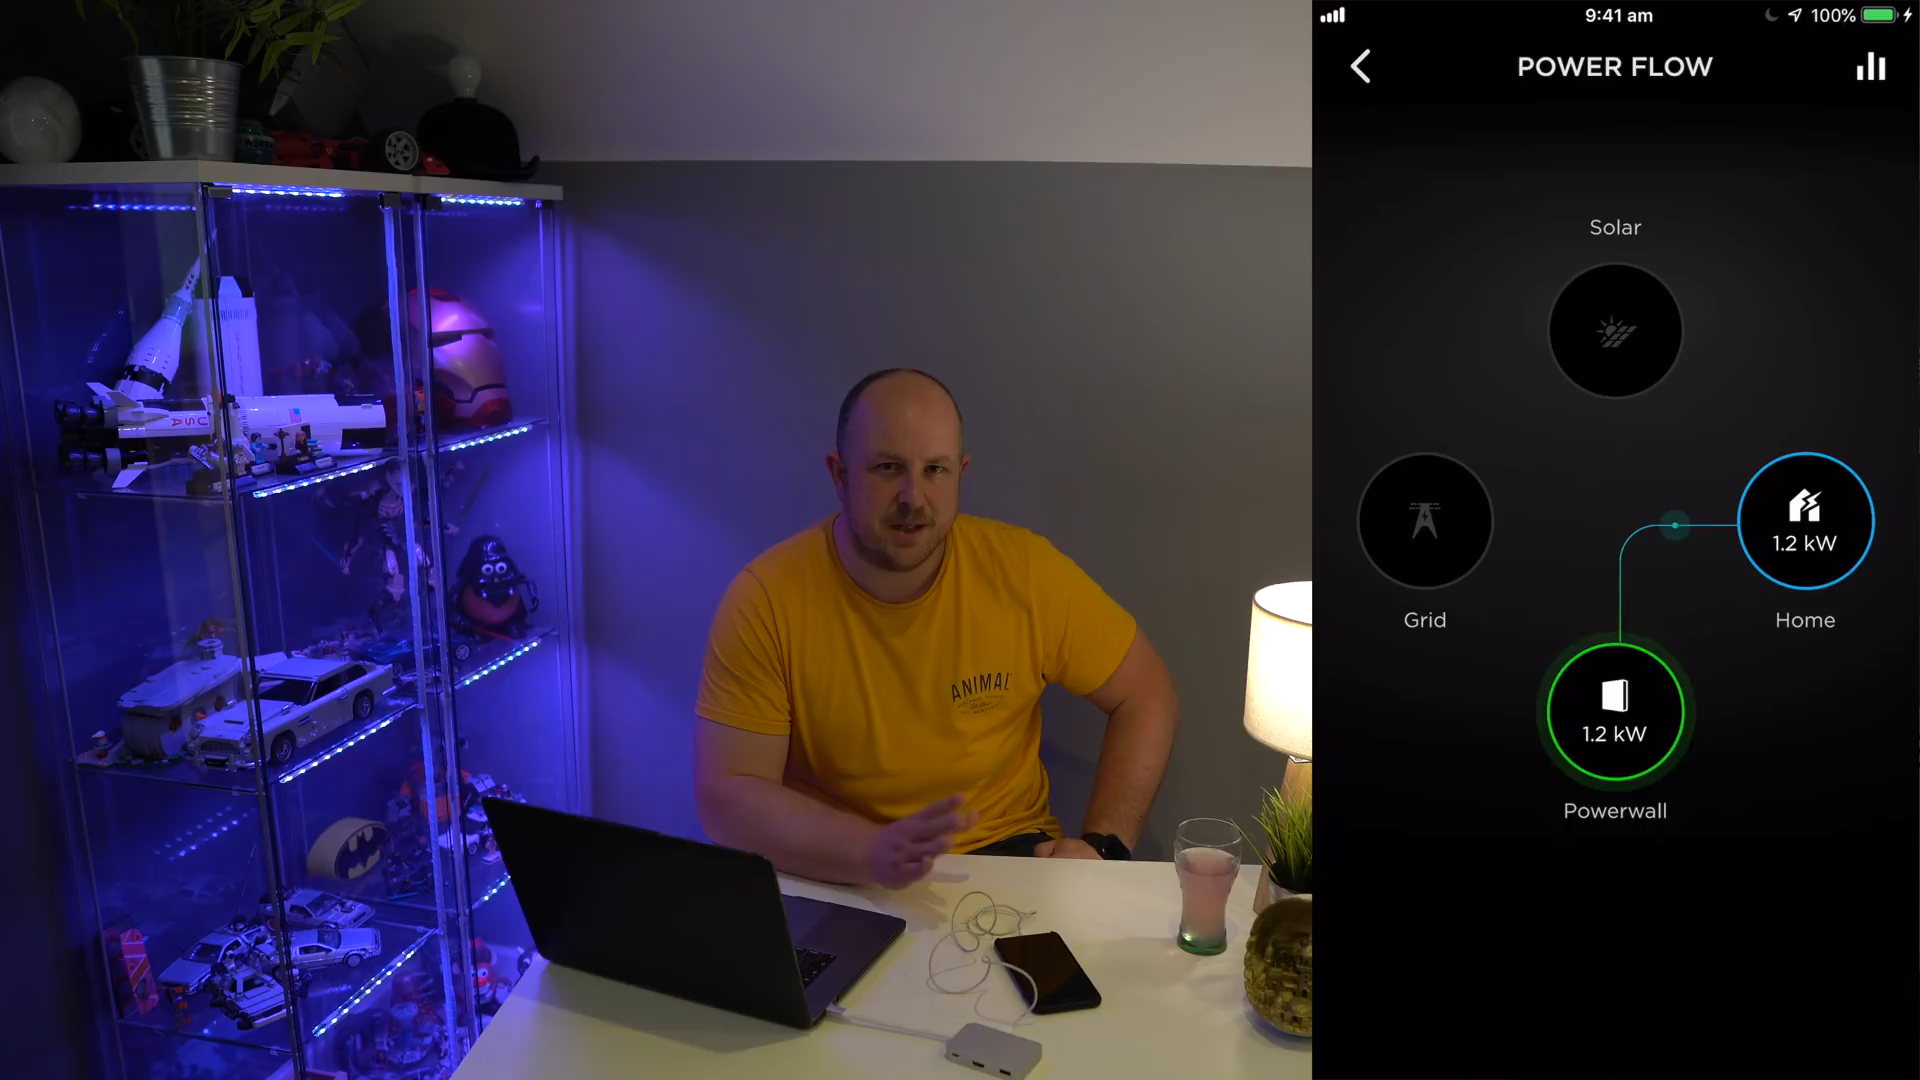 USA
ANIMAL
9:41 am
100%
POWER FLOW
Solar
1.2 kW
Grid
Home
1.2 kW
Powerwall